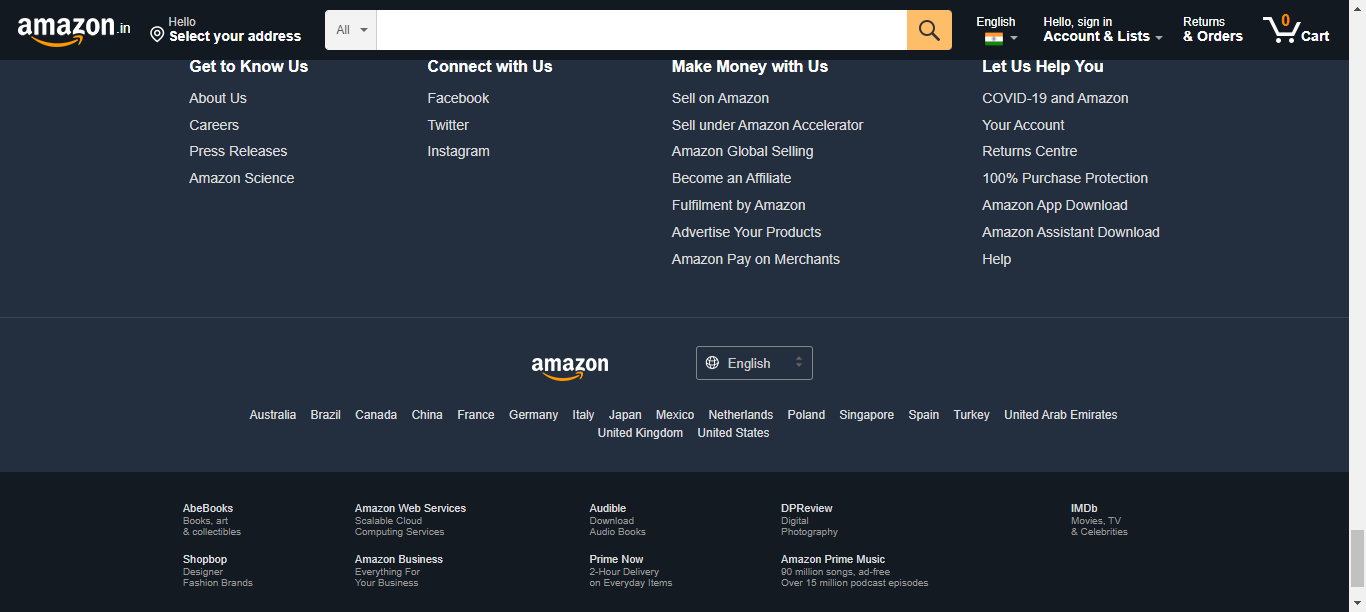 amazon.in
Hello
Select your address
All
English
Hello, sign in
Account & Lists
Returns
& Orders
0
Cart
Get to Know Us
About Us
Careers
Press Releases
Amazon Science
Connect with Us
Facebook
Twitter
Instagram
Make Money with Us
Sell on Amazon
Sell under Amazon Accelerator
Amazon Global Selling
Become an Affiliate
Fulfilment by Amazon
Advertise Your Products
Amazon Pay on Merchants
Let Us Help You
COVID-19 and Amazon
Your Account
Returns Centre
100% Purchase Protection
Amazon App Download
Amazon Assistant Download
Help
amazon
English
Australia Brazil Canada China France Germany Italy Japan Mexico Netherlands Poland Singapore Spain Turkey United Arab Emirates
United Kingdom United States
AbeBooks
Books, art
& collectibles
Amazon Web Services
Scalable Cloud
Computing Services
Audible
Download
Audio Books
DPReview
Digital
Photography
IMDb
Movies, TV
& Celebrities
Shopbop
Designer
Fashion Brands
Amazon Business
Everything For
Your Business
Prime Now
2-Hour Delivery
on Everyday Items
Amazon Prime Music
90 million songs, ad-free
Over 15 million podcast episodes